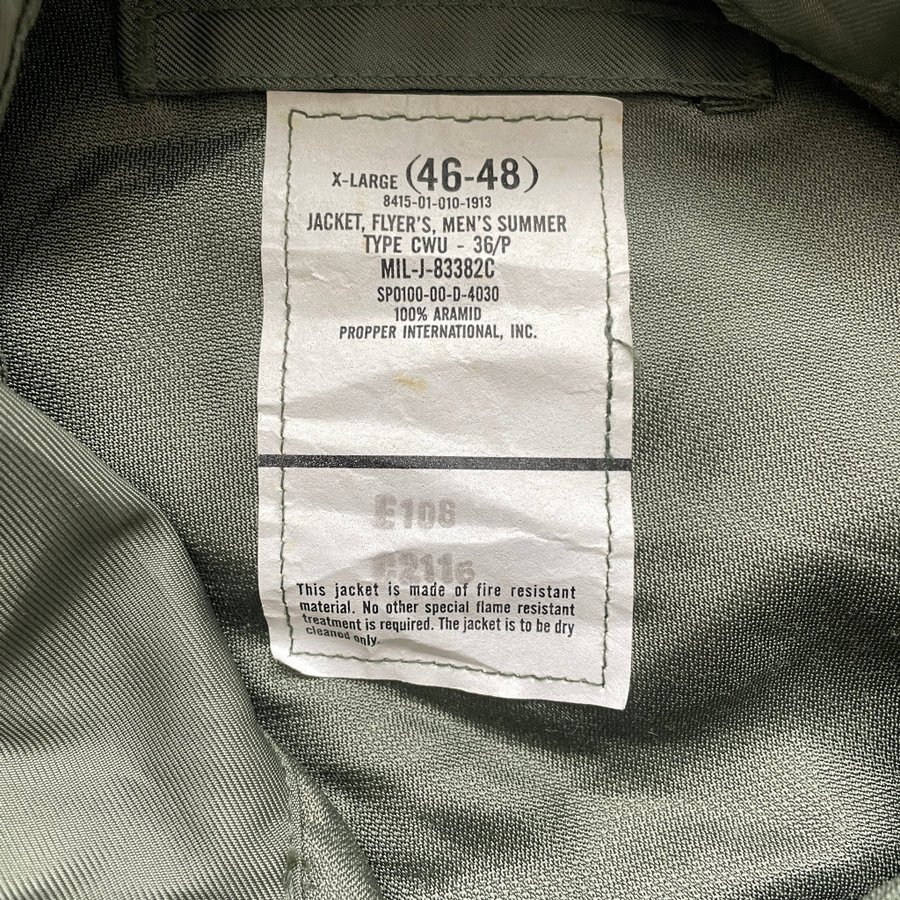 X-LARGE (46-48)
8415-01-010-1913
JACKET, FLYER'S, MEN'S SUMMER
TYPE CWU - 36/P
MIL-J-83382C
SP0100-00-D-4030
100% ARAMID
PROPPER INTERNATIONAL, INC.
E106
C2116
This jacket is made of fire resistant
material. No other special flame resistant
treatment is required. The jacket is to be dry
cleaned only.